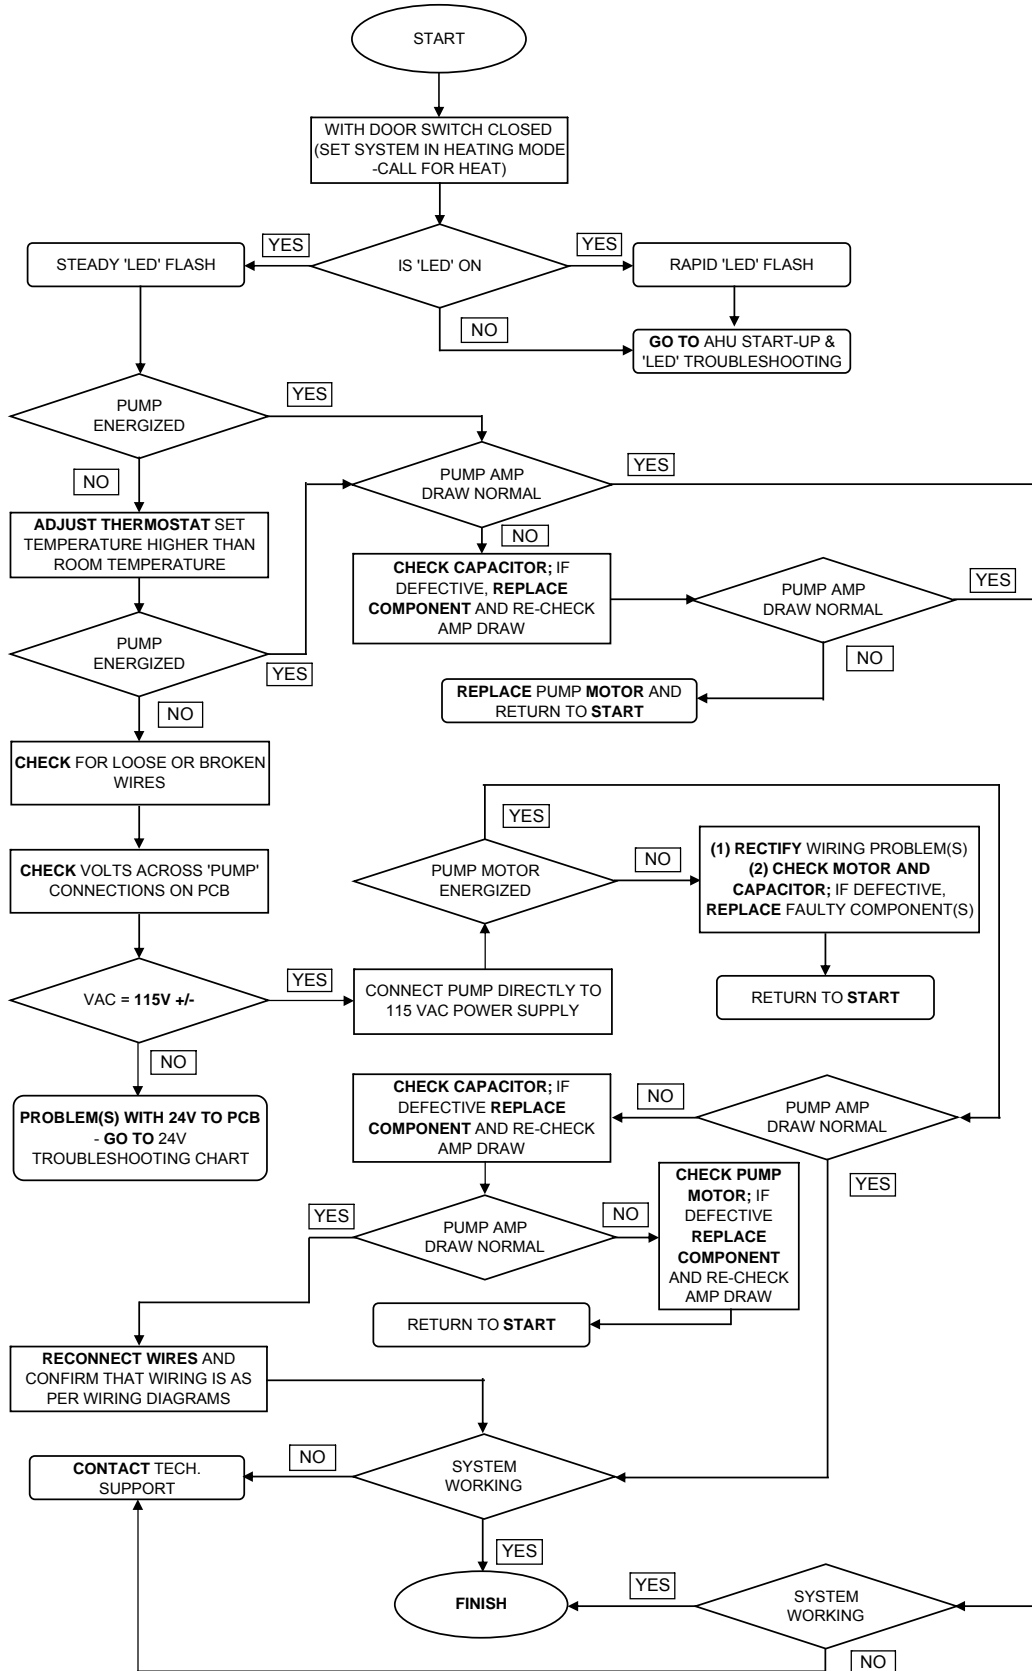 START
WITH DOOR SWITCH CLOSED
(SET SYSTEM IN HEATING MODE
-CALL FOR HEAT)
YES
YES
STEADY 'LED' FLASH
IS 'LED' ON
RAPID 'LED' FLASH
NO
GO TO AHU START-UP &
'LED' TROUBLESHOOTING
PUMP
ENERGIZED
YES
NO
PUMP AMP
DRAW NORMAL
YES
ADJUST THERMOSTAT SET
TEMPERATURE HIGHER THAN
ROOM TEMPERATURE
NO
CHECK CAPACITOR; IF
DEFECTIVE, REPLACE
COMPONENT AND RE-CHECK
AMP DRAW
PUMP AMP
DRAW NORMAL
YES
PUMP
ENERGIZED
YES
NO
NO
REPLACE PUMP MOTOR AND
RETURN TO START
CHECK FOR LOOSE OR BROKEN
WIRES
YES
CHECK VOLTS ACROSS 'PUMP'
CONNECTIONS ON PCB
PUMP MOTOR
ENERGIZED
NO
(1) RECTIFY WIRING PROBLEM(S)
(2) CHECK MOTOR AND
CAPACITOR; IF DEFECTIVE,
REPLACE FAULTY COMPONENT(S)
VAC = 115V +/-
YES
CONNECT PUMP DIRECTLY TO
115 VAC POWER SUPPLY
RETURN TO START
NO
PROBLEM(S) WITH 24V TO PCB
- GO TO 24V
TROUBLESHOOTING CHART
CHECK CAPACITOR; IF
DEFECTIVE REPLACE
COMPONENT AND RE-CHECK
AMP DRAW
NO
PUMP AMP
DRAW NORMAL
YES
YES
PUMP AMP
DRAW NORMAL
NO
CHECK PUMP
MOTOR; IF
DEFECTIVE
REPLACE
COMPONENT
AND RE-CHECK
AMP DRAW
RETURN TO START
RECONNECT WIRES AND
CONFIRM THAT WIRING IS AS
PER WIRING DIAGRAMS
CONTACT TECH.
SUPPORT
NO
SYSTEM
WORKING
YES
FINISH
YES
SYSTEM
WORKING
NO